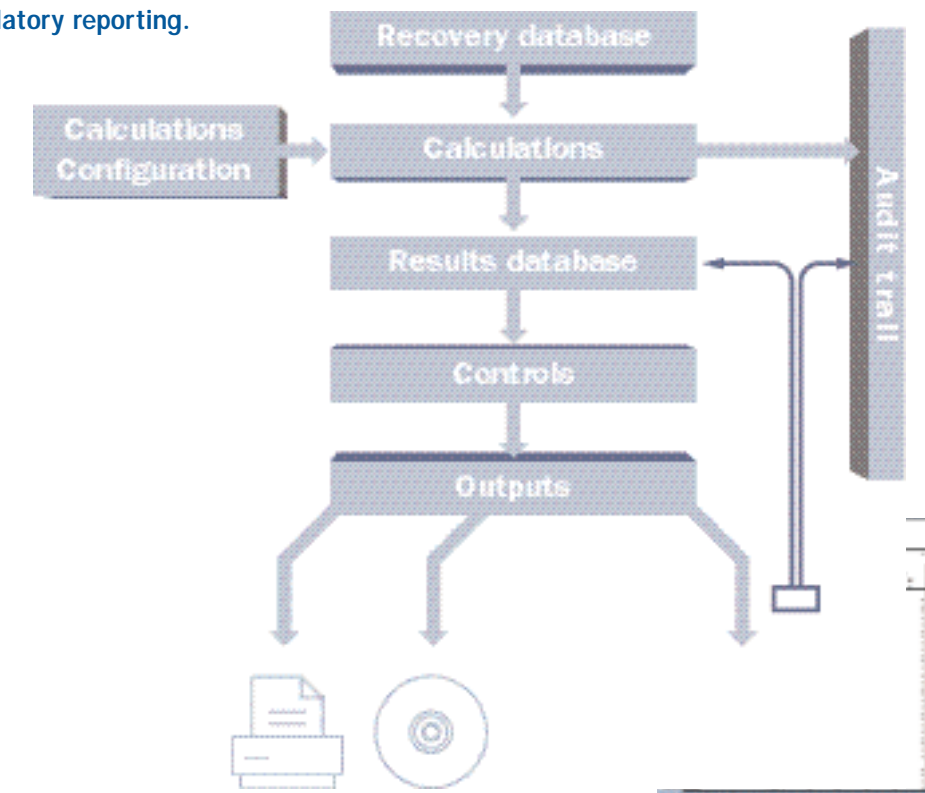 latory reporting.
Recovery database
Calculations
Configuration
Calculations
Audit trail
Results database
Controls
Outputs